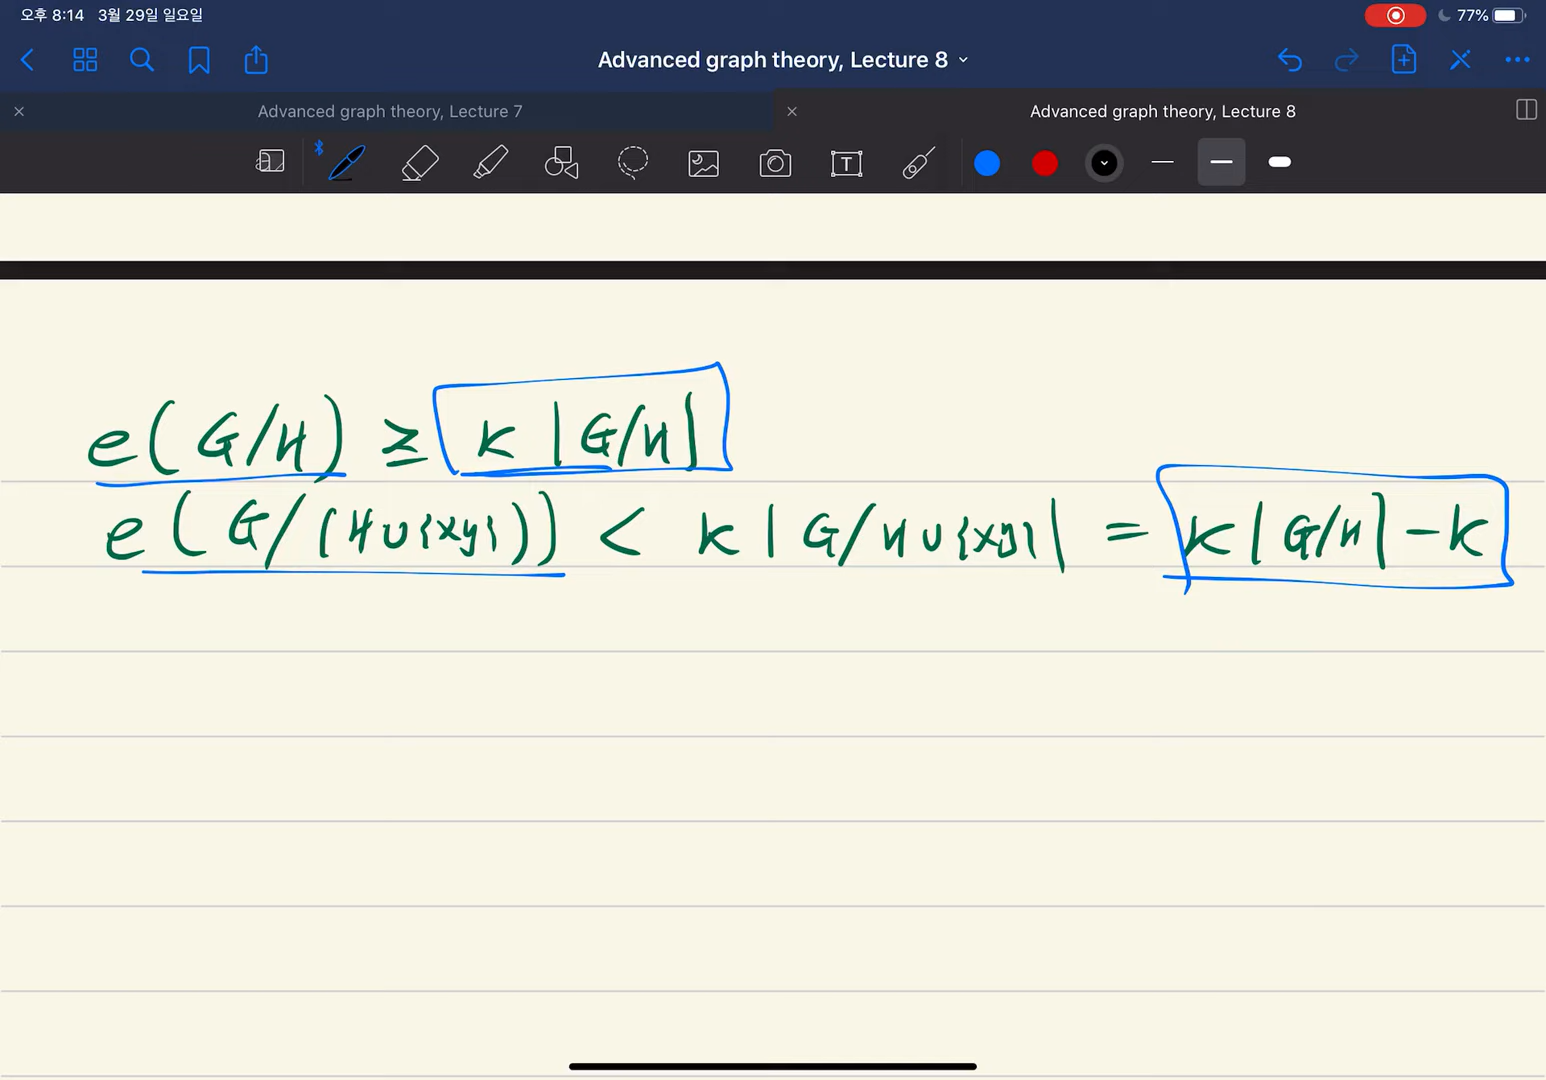 오후 8:14 3월 29일 일요일 77%
Advanced graph theory, Lecture 8
Advanced graph theory, Lecture 7 Advanced graph theory, Lecture 8
T
e(G/H) ≥ k|G/H|
e(G/(H∪{xy})) < k|G/H∪{xy}| = k|G/H|-k